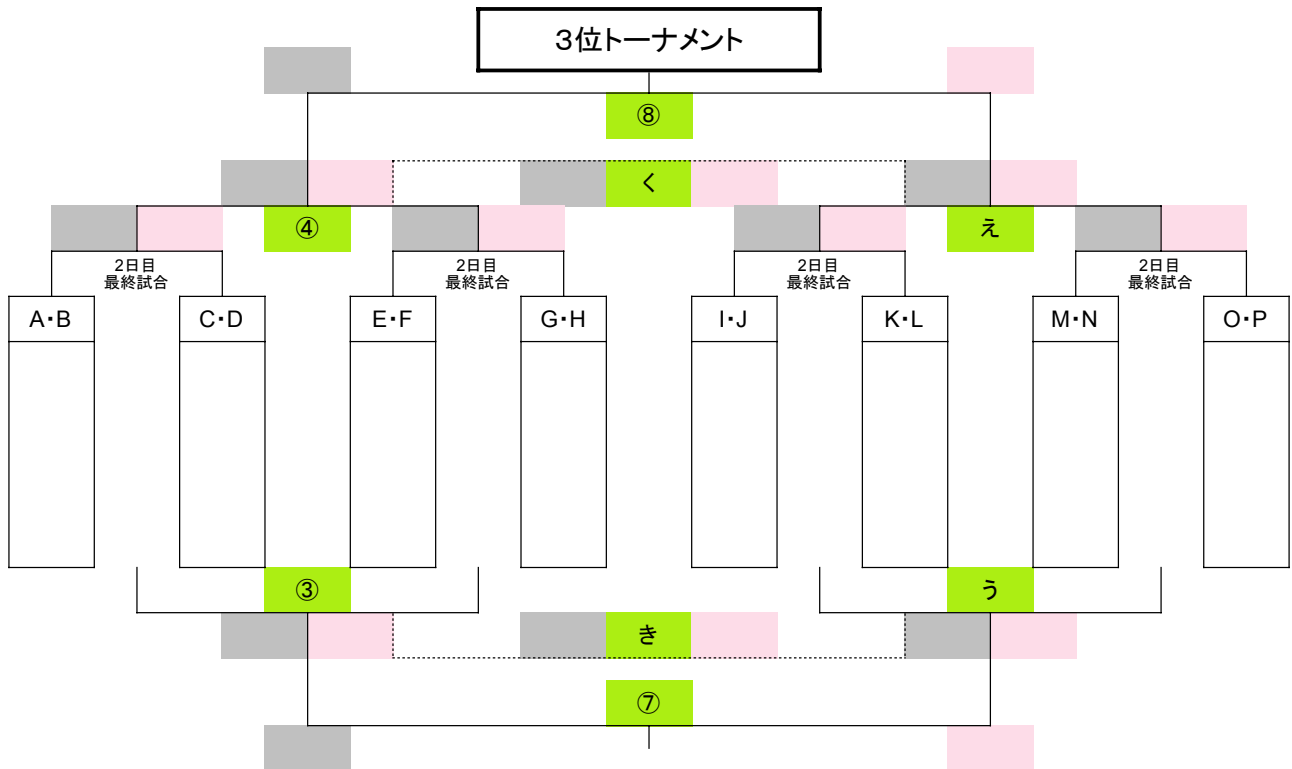 ３位トーナメント
⑧
く
④
え
2日目
最終試合
2日目
最終試合
2日目
最終試合
2日目
最終試合
A・B
C・D
E・F
G・H
I・J
K・L
M・N
O・P
③
う
き
⑦